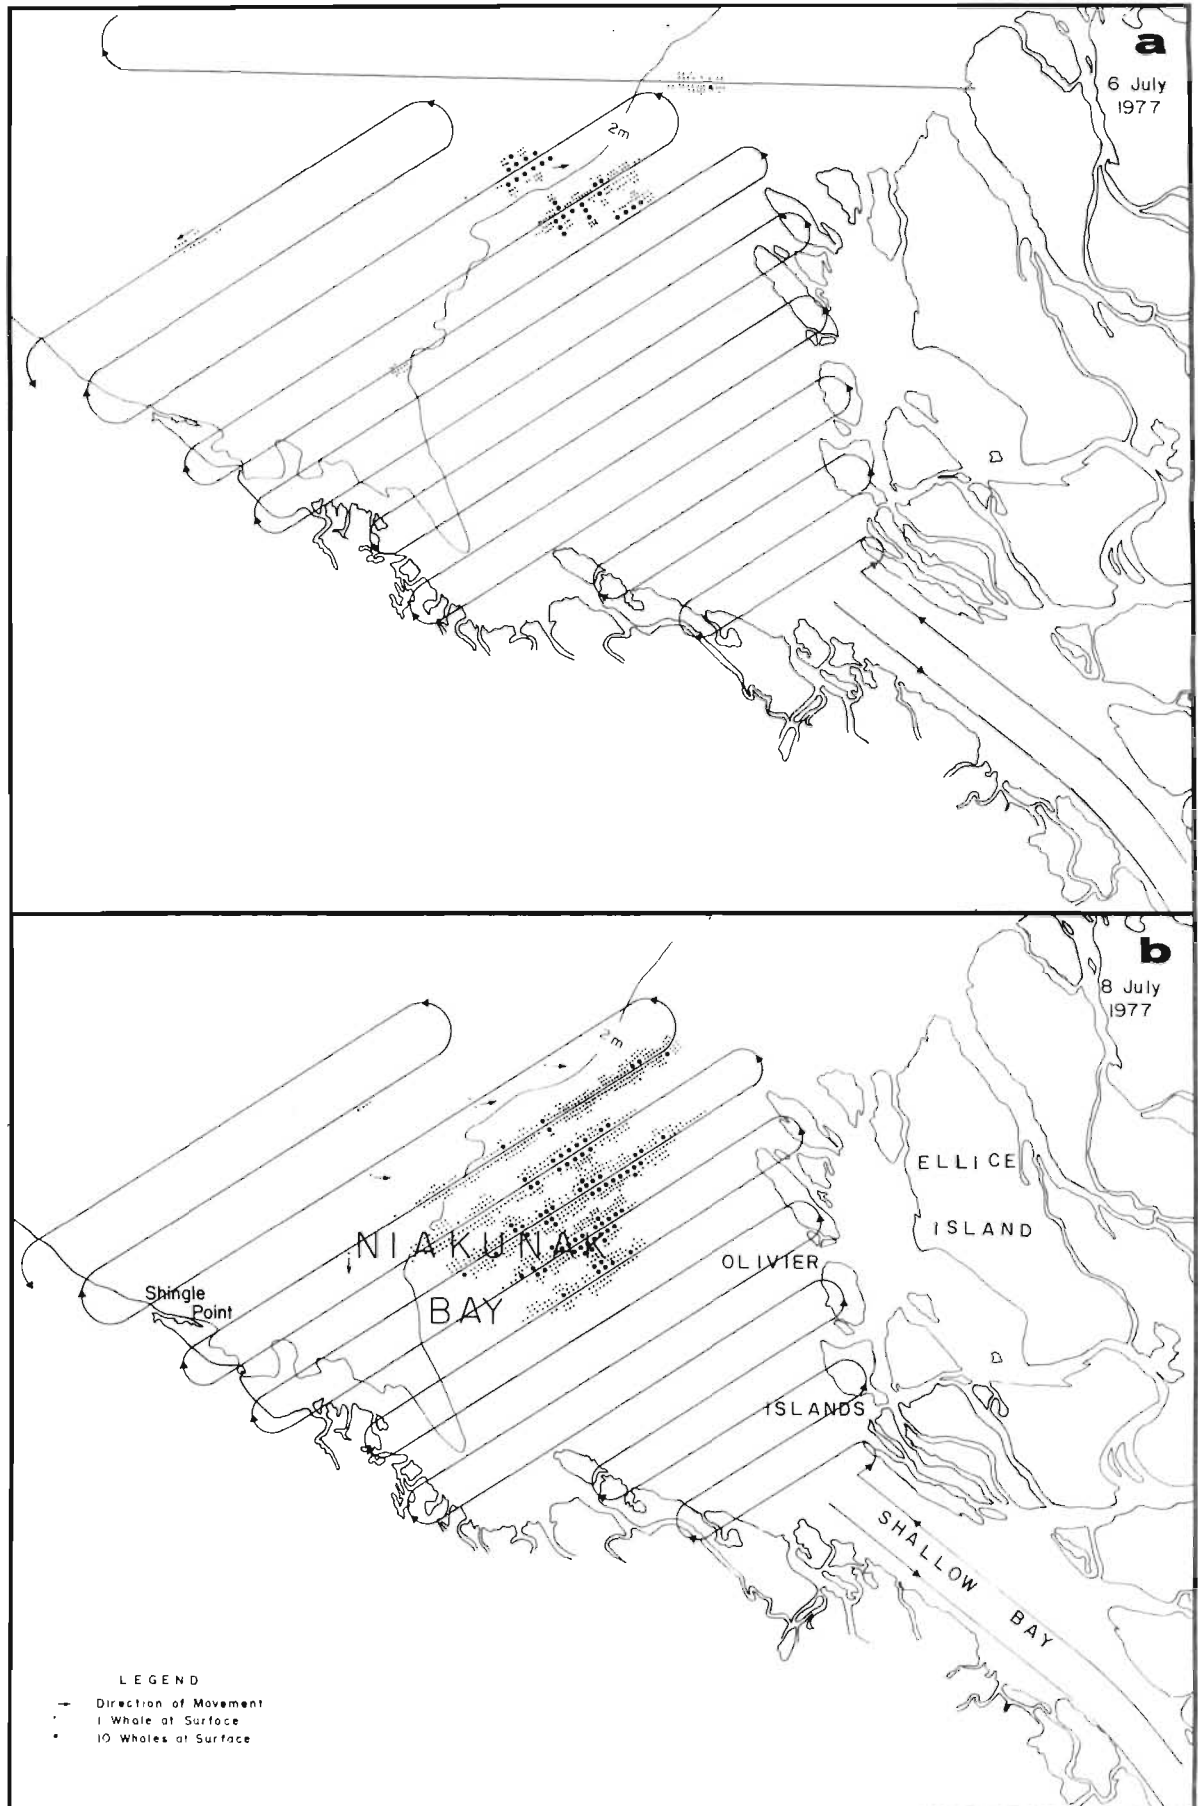 a
6 July
1977
2m
b
8 July
1977
2m
ELLICE
ISLAND
NIAKUNAK
BAY
OLIVIER
ISLANDS
Shingle
Point
SHALLOW BAY
LEGEND
Direction of Movement
1 Whale at Surface
10 Whales at Surface